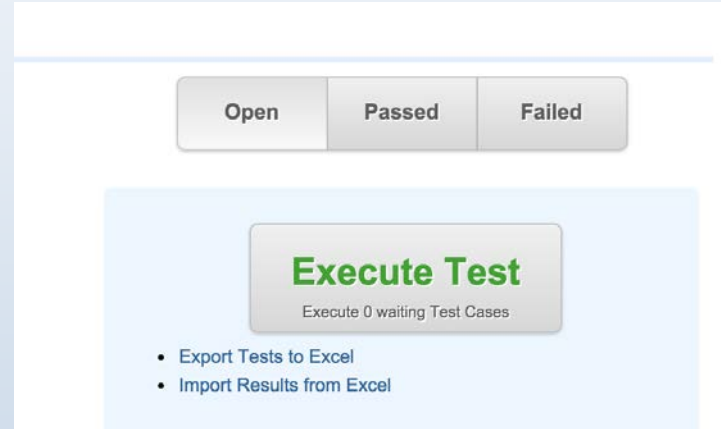 Open Passed Failed
Execute Test
Execute 0 waiting Test Cases
Export Tests to Excel
Import Results from Excel